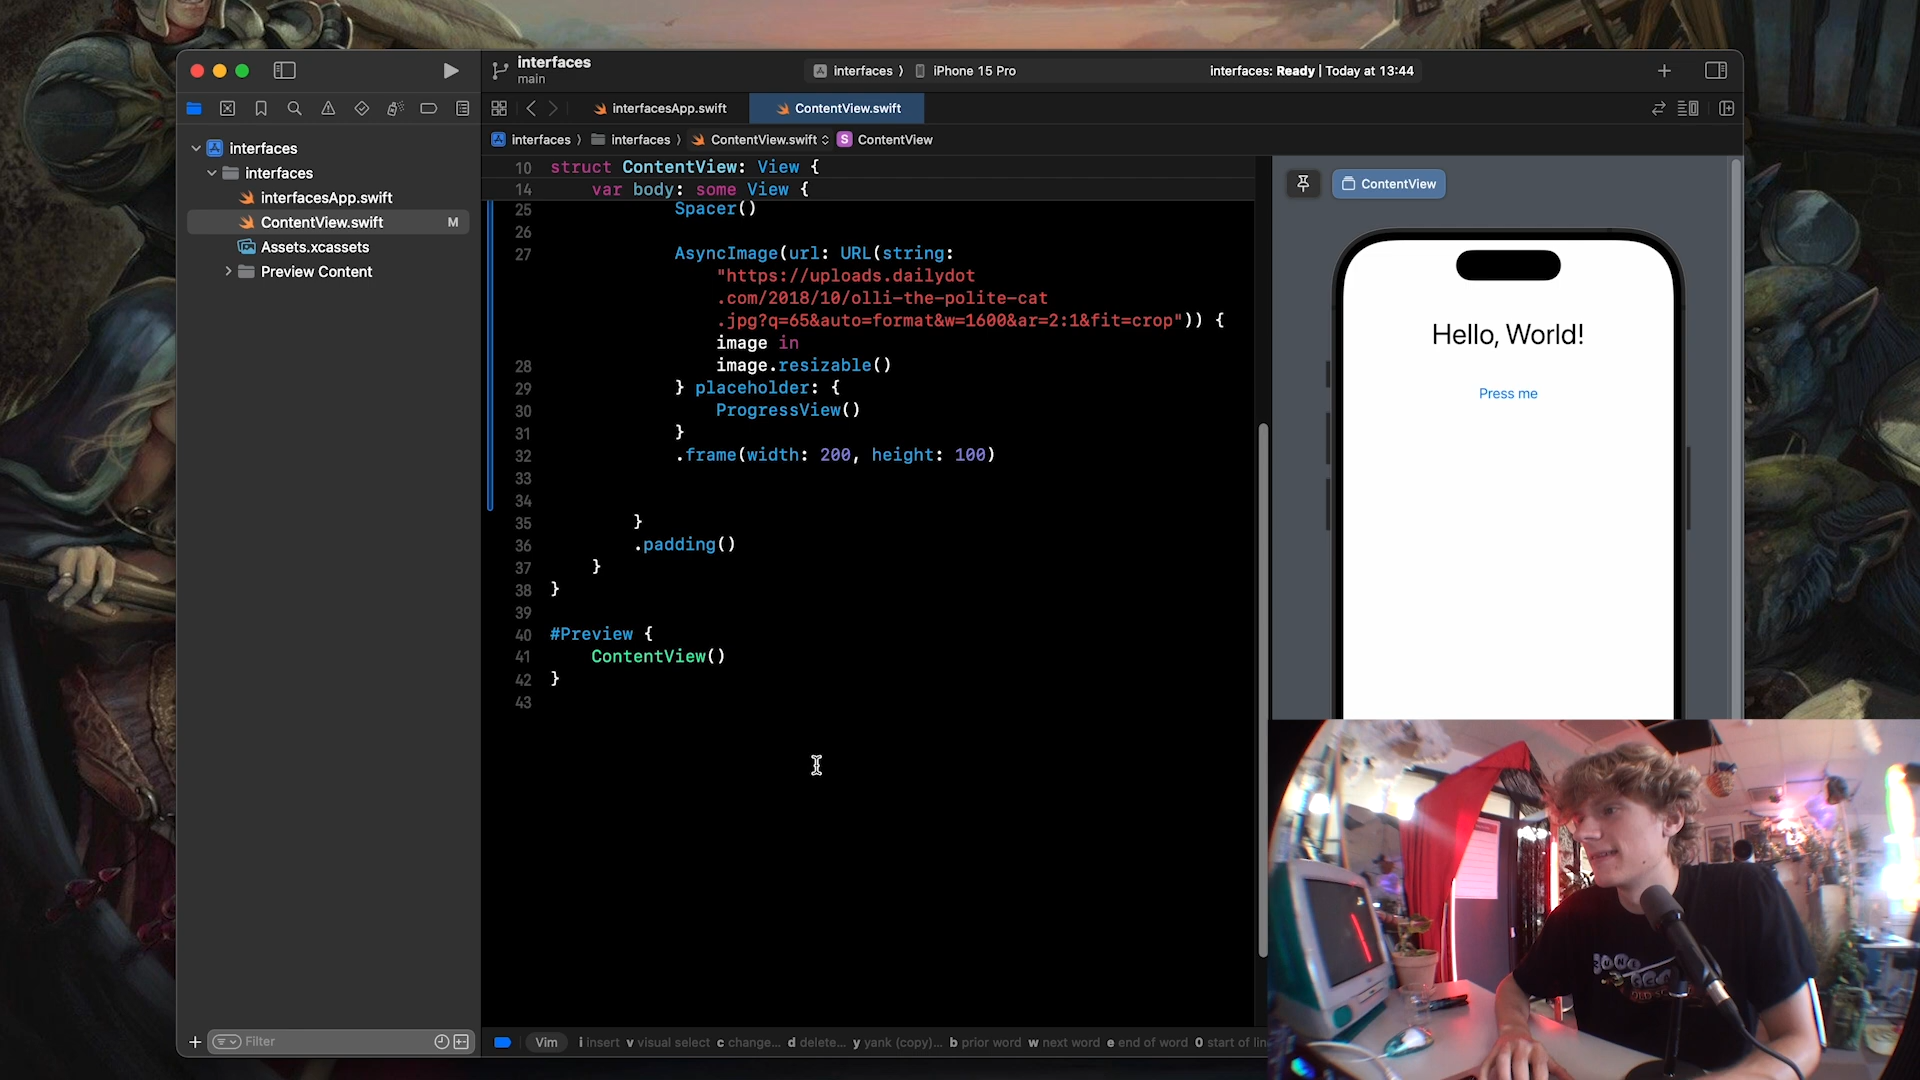 interfaces
main
interfaces
iPhone 15 Pro
interfaces: Ready | Today at 13:44
interfacesApp.swift
ContentView.swift
interfaces
interfaces
ContentView.swift
ContentView
interfaces
interfaces
interfacesApp.swift
ContentView.swift
M
Assets.xcassets
Preview Content
10 struct ContentView: View {
14 var body: some View {
25 Spacer()
26
27 AsyncImage(url: URL(string:
"https://uploads.dailydot
.com/2018/10/olli-the-polite-cat
.jpg?q=65&auto=format&w=1600&ar=2:1&fit=crop")) {
image in
28 image.resizable()
29 } placeholder: {
30 ProgressView()
31 }
32 .frame(width: 200, height: 100)
33
34
35 }
36 .padding()
37 }
38 }
39
40 #Preview {
41 ContentView()
42 }
43
ContentView
Hello, World!
Press me
Filter
Vim i insert v visual select c change... d delete... y yank (copy)... b prior word w next word e end of word 0 start of lin